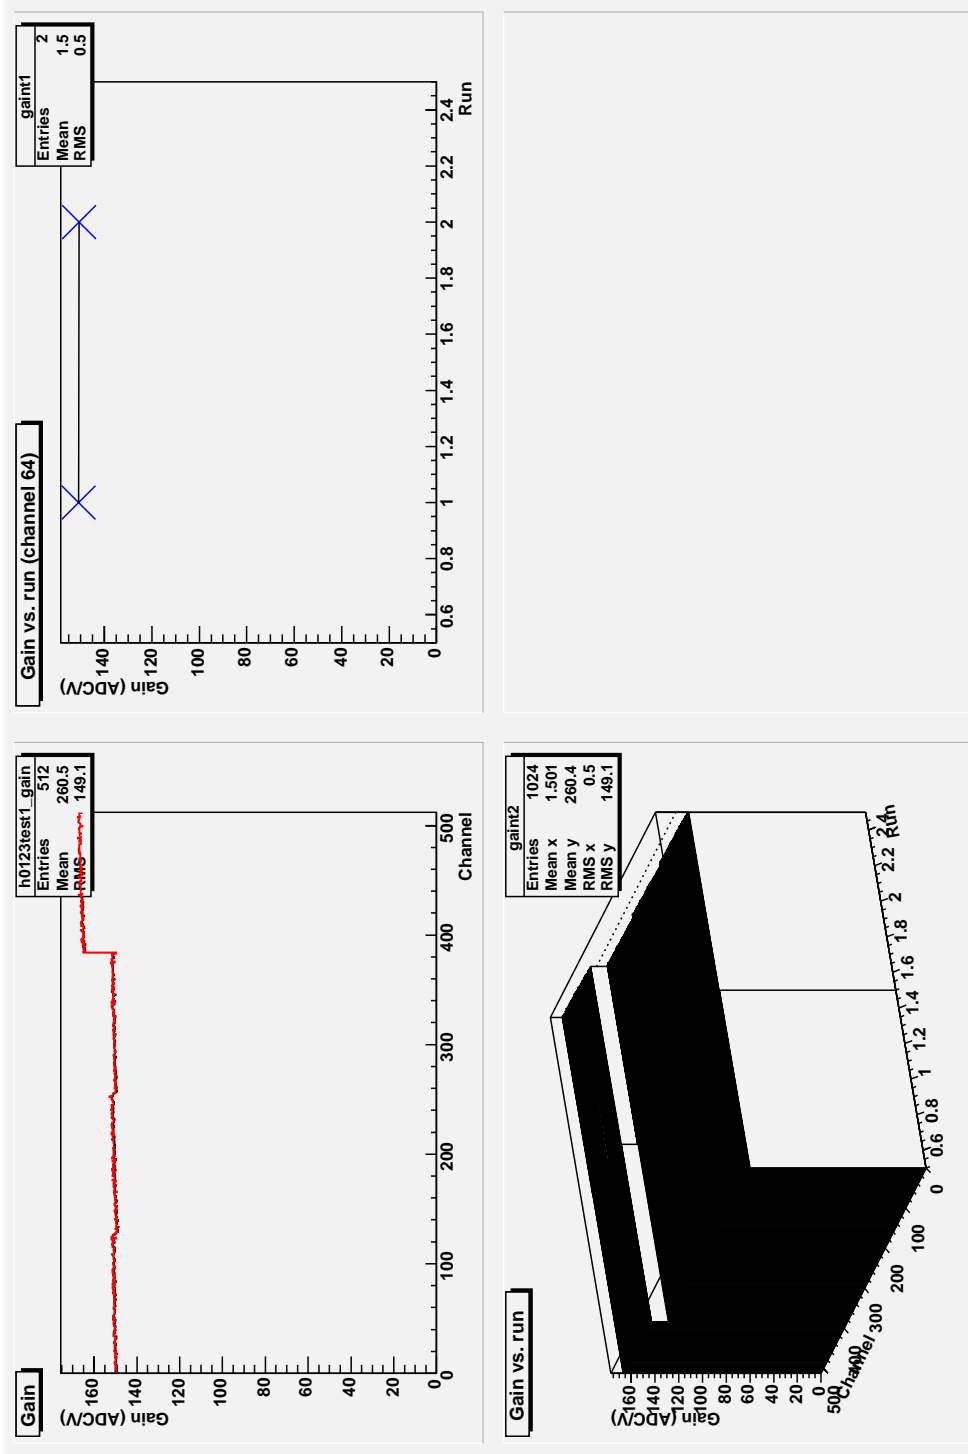 Gain
h0123test1_gain
Entries 512
Mean 260.5
RMS 149.1
Gain (ADC/V)
160
140
120
100
80
60
40
20
0
0 100 200 300 400 500
Channel
Gain vs. run (channel 64)
gaint1
Entries 2
Mean 1.5
RMS 0.5
Gain (ADC/V)
140
120
100
80
60
40
20
0
0.6 0.8 1 1.2 1.4 1.6 1.8 2 2.2 2.4
Run
Gain vs. run
gaint2
Entries 1024
Mean x 1.501
Mean y 260.4
RMS x 0.5
RMS y 149.1
Gain (ADC/V)
160
140
120
100
80
60
40
20
0
500 400 300 200 100 0
Channel
0.6 0.8 1 1.2 1.4 1.6 1.8 2 2.2 2.4
Run